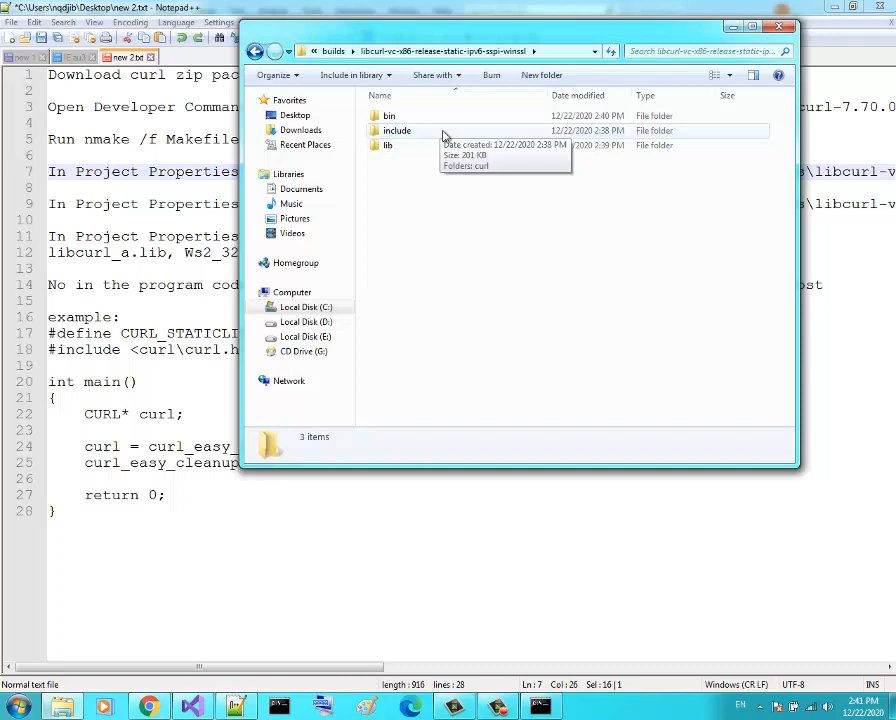 *C:\Users\nqdjib\Desktop\new 2.txt - Notepad++
File Edit Search View Encoding Language Settings
new 1 IE.au3 new 2.txt
1 Download curl zip pac
2
3 Open Developer Comman curl-7.70.0
4
5 Run nmake /f Makefile
6
7 In Project Properties s\libcurl-v
8
9 In Project Properties s\libcurl-v
10
11 In Project Properties
12 libcurl_a.lib, Ws2_32
13
14 No in the program cod ost
15
16 example:
17 #define CURL_STATICLI
18 #include <curl\curl.h
19
20 int main()
21 {
22 CURL* curl;
23
24 curl = curl_easy_
25 curl_easy_cleanup
26
27 return 0;
28 }
« builds libcurl-vc-x86-release-static-ipv6-sspi-winssl
Search libcurl-vc-x86-release-static-ip...
Organize Include in library Share with Burn New folder
Name Date modified Type Size
bin 12/22/2020 2:40 PM File folder
include 12/22/2020 2:38 PM File folder
lib 2/2020 2:39 PM File folder
Date created: 12/22/2020 2:38 PM
Size: 201 KB
Folders: curl
Favorites
Desktop
Downloads
Recent Places
Libraries
Documents
Music
Pictures
Videos
Homegroup
Computer
Local Disk (C:)
Local Disk (D:)
Local Disk (E:)
CD Drive (G:)
Network
3 items
Normal text file length : 916 lines : 28 Ln : 7 Col : 26 Sel : 16 | 1 Windows (CR LF) UTF-8 INS
EN
2:41 PM
12/22/2020